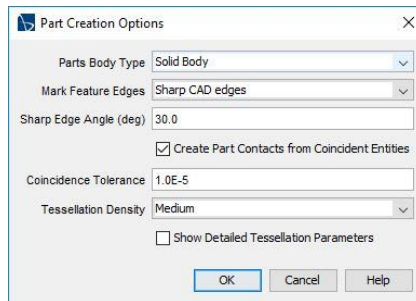 Part Creation Options
Parts Body Type Solid Body
Mark Feature Edges Sharp CAD edges
Sharp Edge Angle (deg) 30.0
Create Part Contacts from Coincident Entities
Coincidence Tolerance 1.0E-5
Tessellation Density Medium
Show Detailed Tessellation Parameters
OK Cancel Help